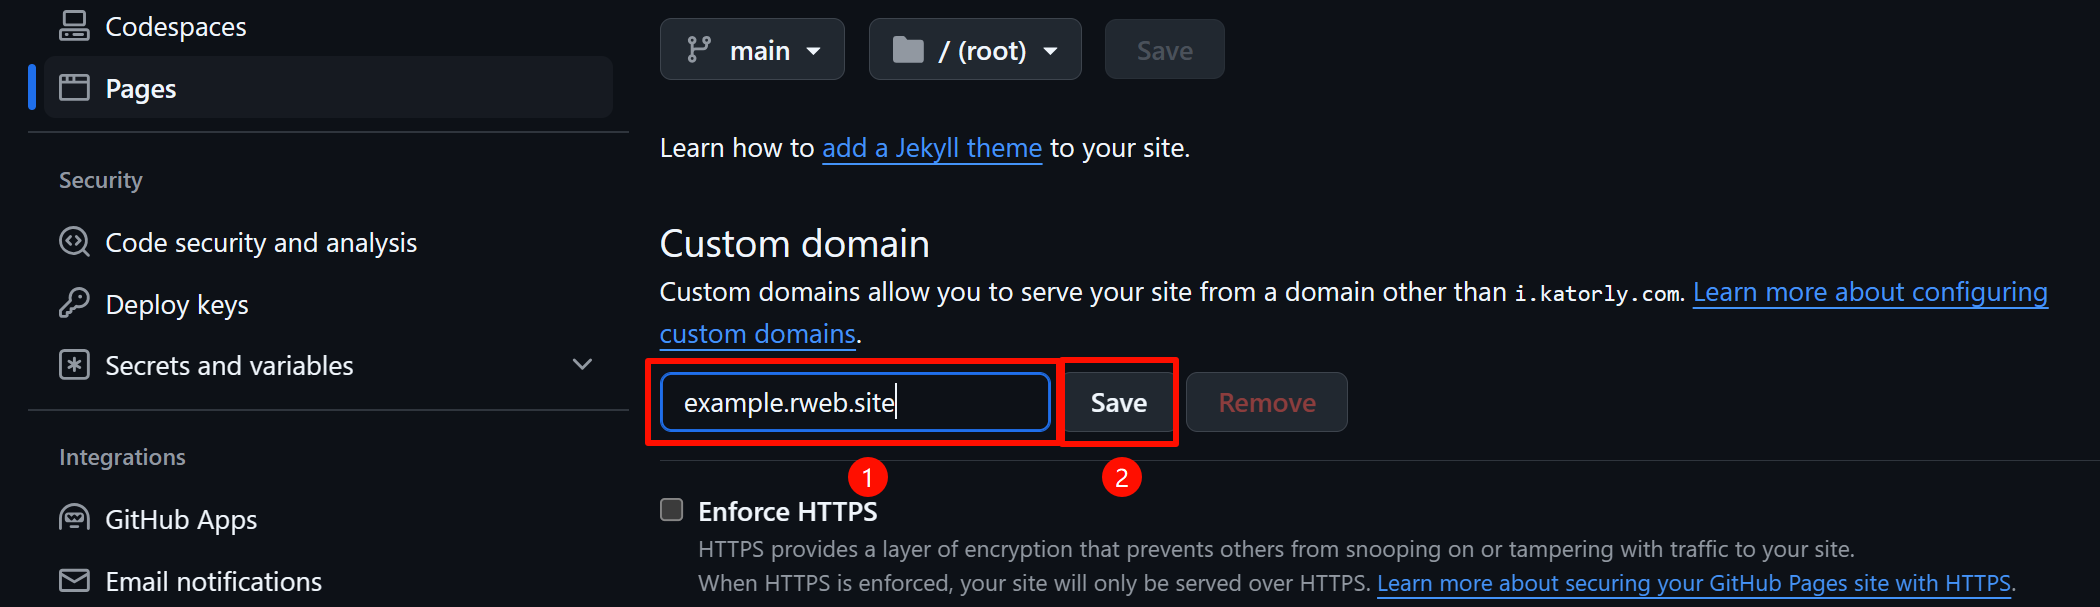 Codespaces
Pages
Security
Code security and analysis
Deploy keys
Secrets and variables
Integrations
GitHub Apps
Email notifications
main
/ (root)
Save
Learn how to add a Jekyll theme to your site.
Custom domain
Custom domains allow you to serve your site from a domain other than i.katorly.com. Learn more about configuring
custom domains.
example.rweb.site
Save
Remove
1
2
Enforce HTTPS
HTTPS provides a layer of encryption that prevents others from snooping on or tampering with traffic to your site.
When HTTPS is enforced, your site will only be served over HTTPS. Learn more about securing your GitHub Pages site with HTTPS.